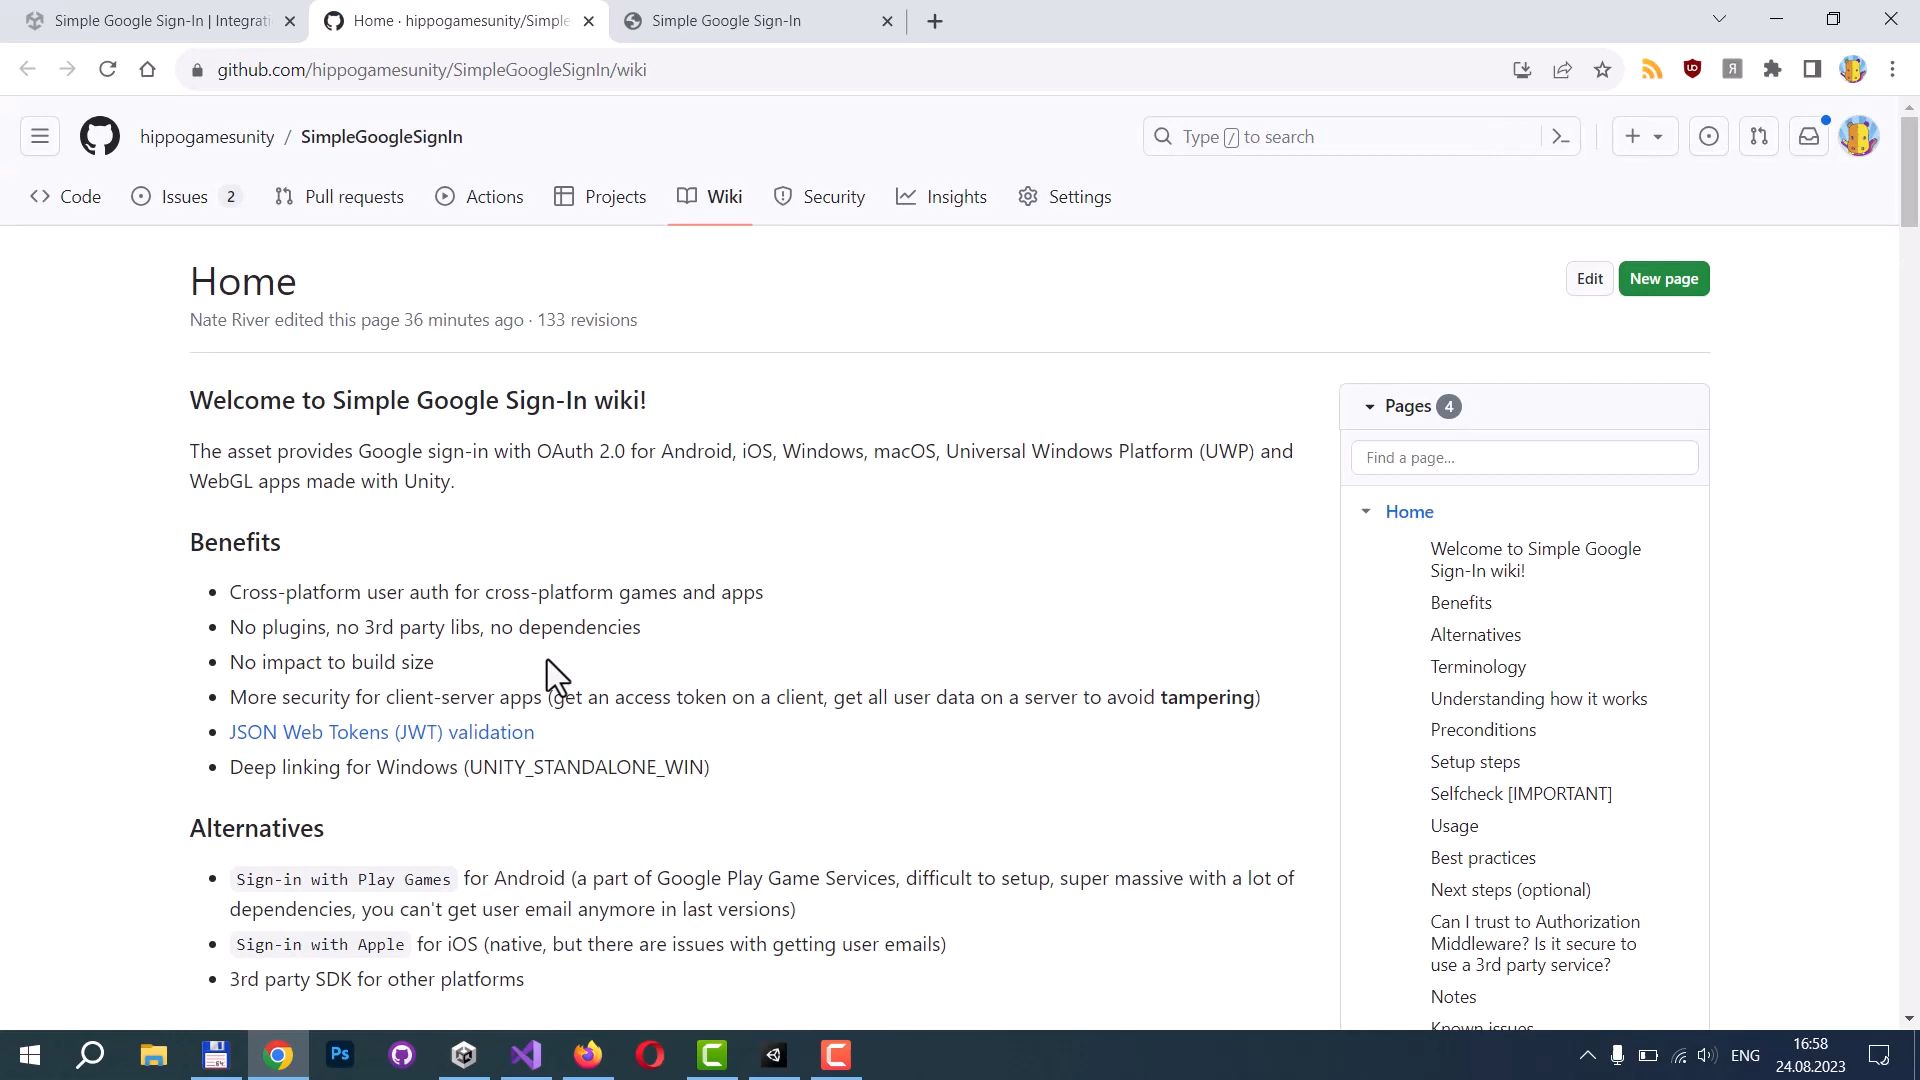 Simple Google Sign-In | Integrati
Home · hippogamesunity/Simple
Simple Google Sign-In
github.com/hippogamesunity/SimpleGoogleSignIn/wiki
hippogamesunity / SimpleGoogleSignIn
Type / to search
Code
Issues 2
Pull requests
Actions
Projects
Wiki
Security
Insights
Settings
Home
Edit
New page
Nate River edited this page 36 minutes ago · 133 revisions
Welcome to Simple Google Sign-In wiki!
The asset provides Google sign-in with OAuth 2.0 for Android, iOS, Windows, macOS, Universal Windows Platform (UWP) and
WebGL apps made with Unity.
Benefits
Cross-platform user auth for cross-platform games and apps
No plugins, no 3rd party libs, no dependencies
No impact to build size
More security for client-server apps (get an access token on a client, get all user data on a server to avoid tampering)
JSON Web Tokens (JWT) validation
Deep linking for Windows (UNITY_STANDALONE_WIN)
Alternatives
Sign-in with Play Games for Android (a part of Google Play Game Services, difficult to setup, super massive with a lot of
dependencies, you can't get user email anymore in last versions)
Sign-in with Apple for iOS (native, but there are issues with getting user emails)
3rd party SDK for other platforms
Pages 4
Find a page...
Home
Welcome to Simple Google
Sign-In wiki!
Benefits
Alternatives
Terminology
Understanding how it works
Preconditions
Setup steps
Selfcheck [IMPORTANT]
Usage
Best practices
Next steps (optional)
Can I trust to Authorization
Middleware? Is it secure to
use a 3rd party service?
Notes
Known issues
64
Ps
ENG
16:58
24.08.2023